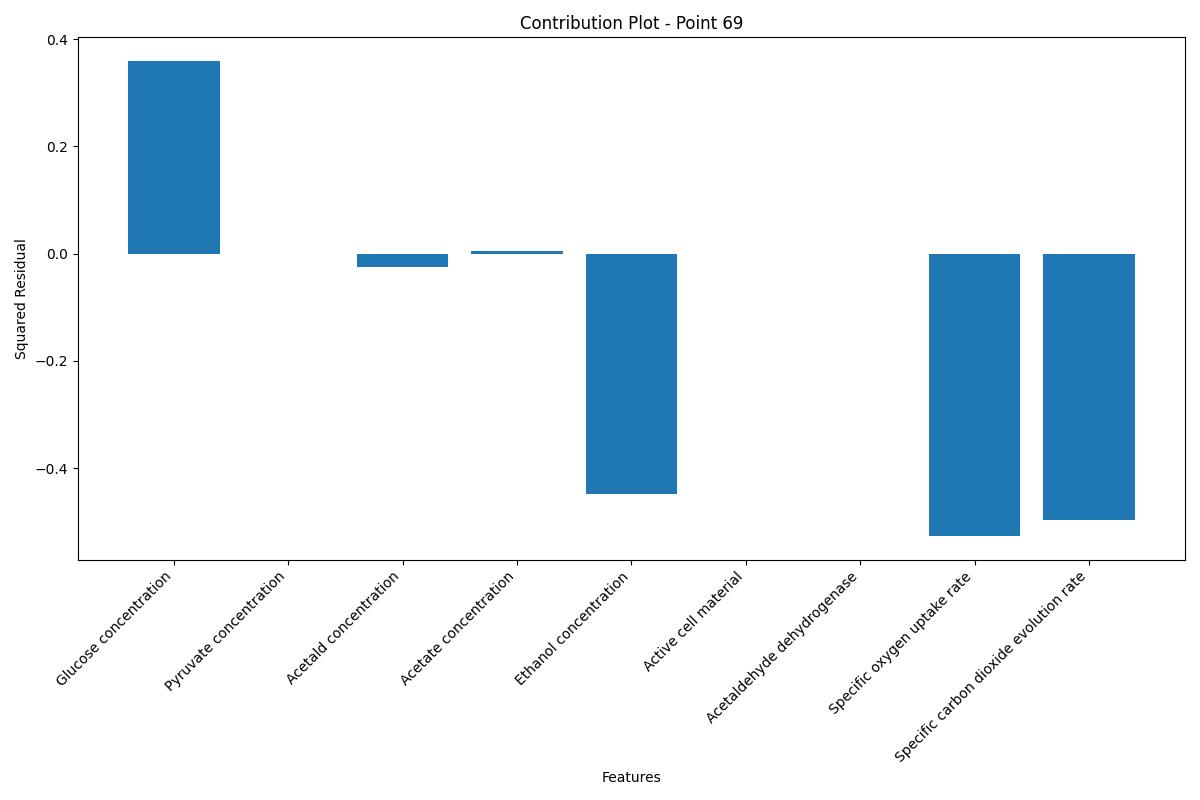 Contribution Plot - Point 69
0.4
0.2
0.0
−0.2
−0.4
Squared Residual
Glucose concentration
Pyruvate concentration
Acetald concentration
Acetate concentration
Ethanol concentration
Active cell material
Acetaldehyde dehydrogenase
Specific oxygen uptake rate
Specific carbon dioxide evolution rate
Features